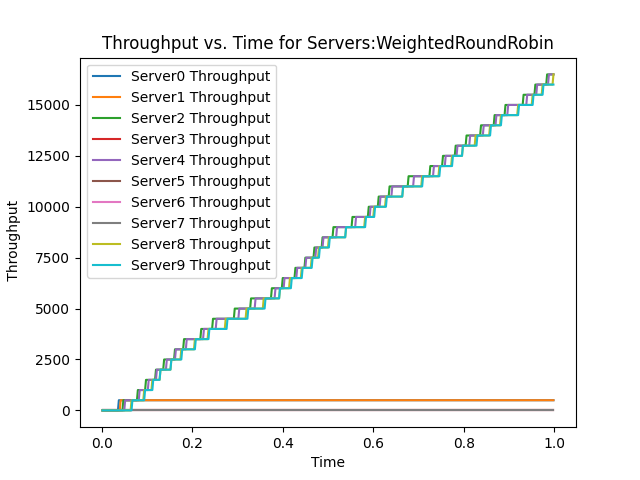 Throughput vs. Time for Servers:WeightedRoundRobin
Server0 Throughput
Server1 Throughput
Server2 Throughput
Server3 Throughput
Server4 Throughput
Server5 Throughput
Server6 Throughput
Server7 Throughput
Server8 Throughput
Server9 Throughput
Throughput
15000
12500
10000
7500
5000
2500
0
0.0 0.2 0.4 0.6 0.8 1.0
Time